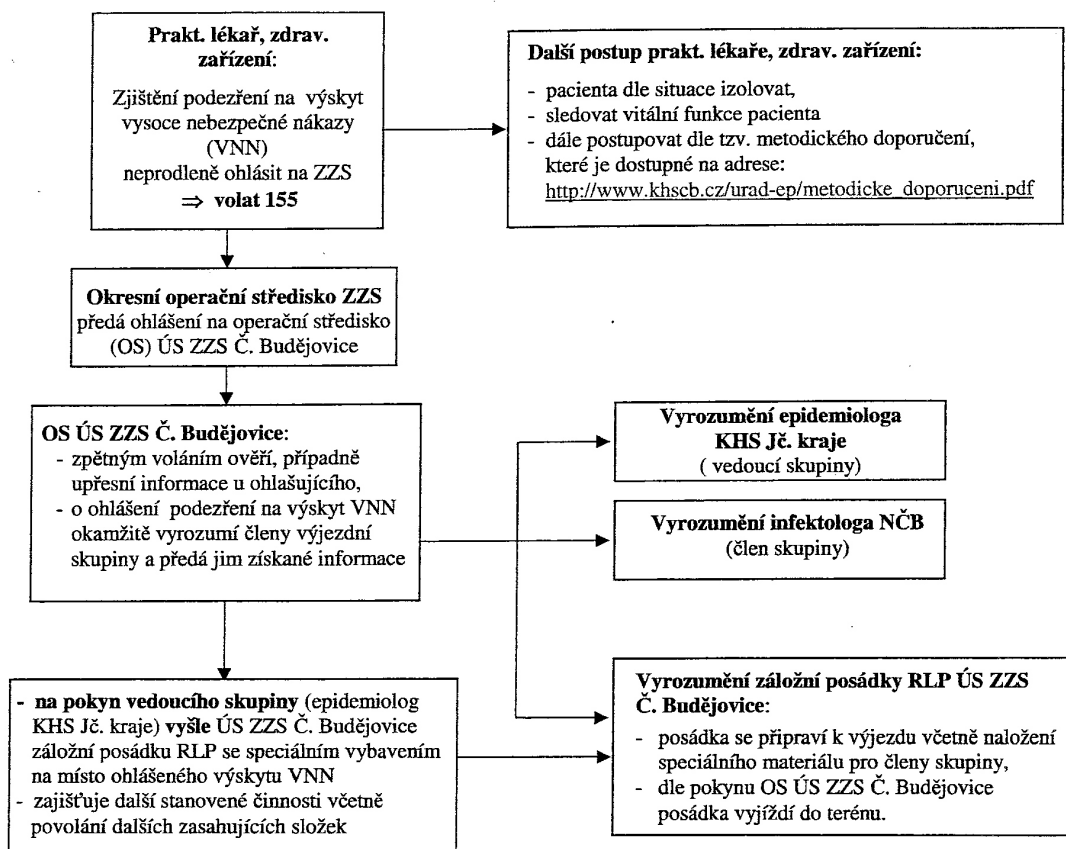 Prakt. lékař, zdrav.
zařízení:
Zjištění podezření na výskyt
vysoce nebezpečné nákazy
(VNN)
neprodleně ohlásit na ZZS
⇒ volat 155
Další postup prakt. lékaře, zdrav. zařízení:
- pacienta dle situace izolovat,
- sledovat vitální funkce pacienta
- dále postupovat dle tzv. metodického doporučení,
které je dostupné na adrese:
http://www.khscb.cz/urad-ep/metodicke_doporuceni.pdf
Okresní operační středisko ZZS
předá ohlášení na operační středisko
(OS) ÚS ZZS Č. Budějovice
OS ÚS ZZS Č. Budějovice:
- zpětným voláním ověří, případně
upřesní informace u ohlašujícího,
- o ohlášení podezření na výskyt VNN
okamžitě vyrozumí členy výjezdní
skupiny a předá jim získané informace
Vyrozumění epidemiologa
KHS Jč. kraje
( vedoucí skupiny)
Vyrozumění infektologa NČB
(člen skupiny)
- na pokyn vedoucího skupiny (epidemiolog
KHS Jč. kraje) vyšle ÚS ZZS Č. Budějovice
záložní posádku RLP se speciálním vybavením
na místo ohlášeného výskytu VNN
- zajišťuje další stanovené činnosti včetně
povolání dalších zasahujících složek
Vyrozumění záložní posádky RLP ÚS ZZS
Č. Budějovice:
- posádka se připraví k výjezdu včetně naložení
speciálního materiálu pro členy skupiny,
- dle pokynu OS ÚS ZZS Č. Budějovice
posádka vyjíždí do terénu.